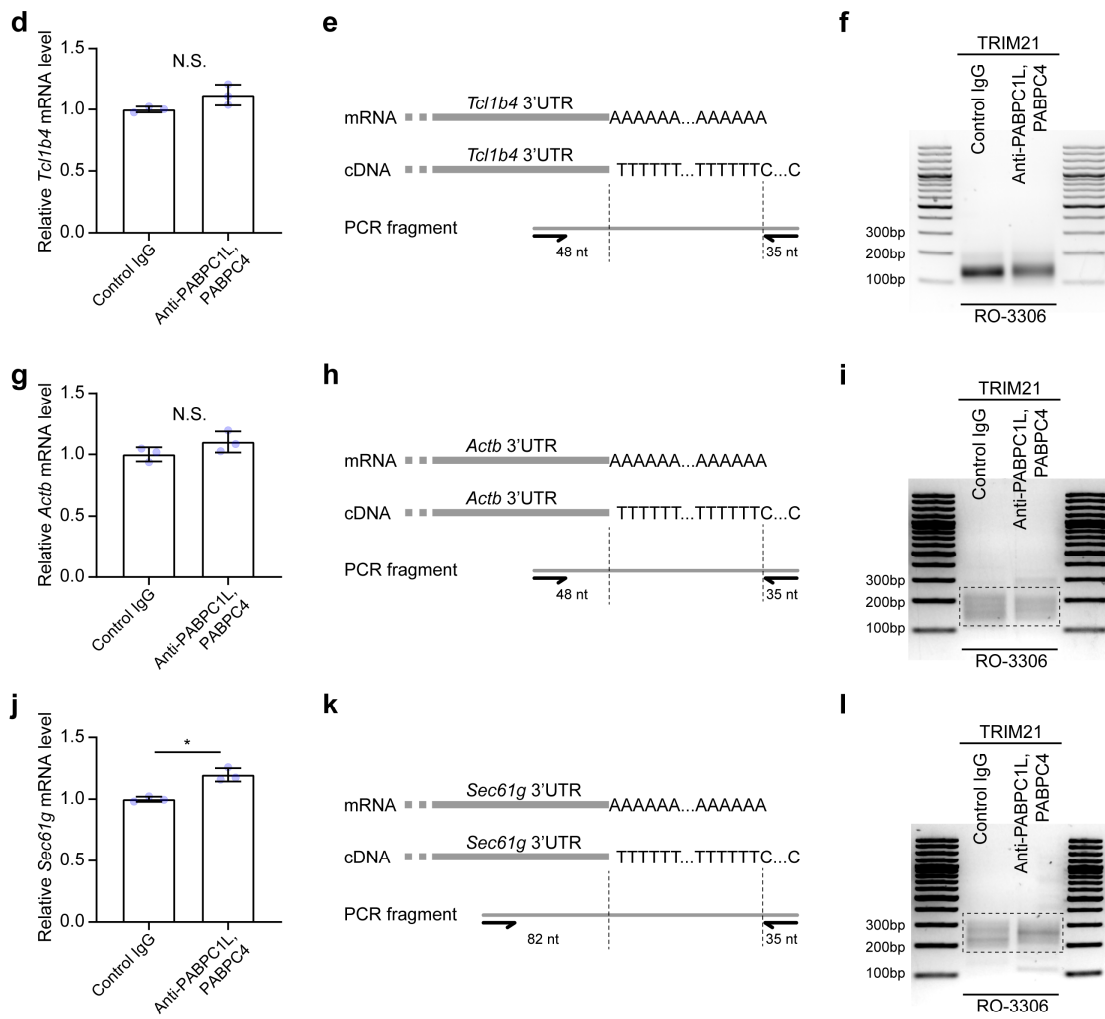 d
Relative Tcl1b4 mRNA level
1.5
1.0
0.5
0.0
N.S.
Control IgG
Anti-PABPC1L,
PABPC4
e
Tcl1b4 3'UTR
mRNA
AAAAAA...AAAAAA
Tcl1b4 3'UTR
cDNA
TTTTTT...TTTTTTC...C
PCR fragment
48 nt
35 nt
f
TRIM21
Control IgG
Anti-PABPC1L,
PABPC4
300bp
200bp
100bp
RO-3306
g
Relative Actb mRNA level
1.5
1.0
0.5
0.0
N.S.
Control IgG
Anti-PABPC1L,
PABPC4
h
Actb 3'UTR
mRNA
AAAAAA...AAAAAA
Actb 3'UTR
cDNA
TTTTTT...TTTTTTC...C
PCR fragment
48 nt
35 nt
i
TRIM21
Control IgG
Anti-PABPC1L,
PABPC4
300bp
200bp
100bp
RO-3306
j
Relative Sec61g mRNA level
1.5
1.0
0.5
0.0
*
Control IgG
Anti-PABPC1L,
PABPC4
k
Sec61g 3'UTR
mRNA
AAAAAA...AAAAAA
Sec61g 3'UTR
cDNA
TTTTTT...TTTTTTC...C
PCR fragment
82 nt
35 nt
l
TRIM21
Control IgG
Anti-PABPC1L,
PABPC4
300bp
200bp
100bp
RO-3306